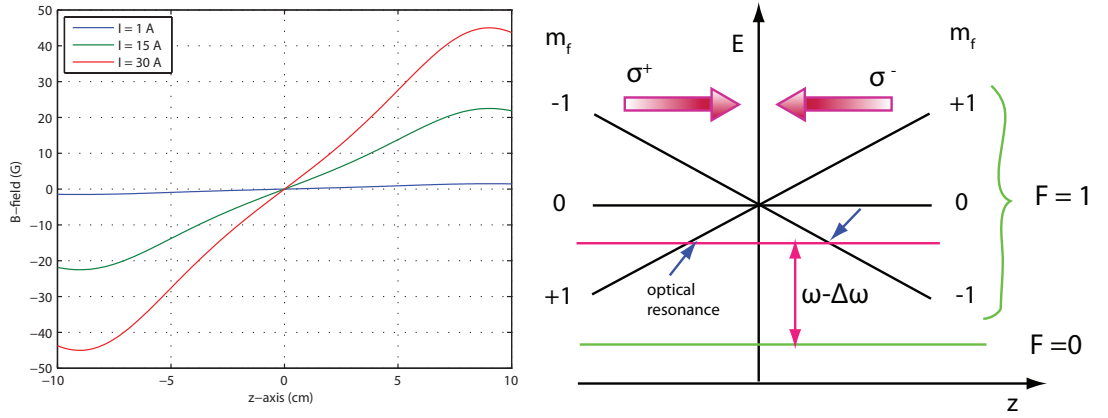 I = 1 A
I = 15 A
I = 30 A
50
40
30
20
10
0
−10
−20
−30
−40
−50
B−field (G)
−10
−5
0
5
10
z−axis (cm)
m_f
E
m_f
σ⁺
σ⁻
-1
+1
0
0
F = 1
+1
-1
optical
resonance
ω-Δω
F =0
z